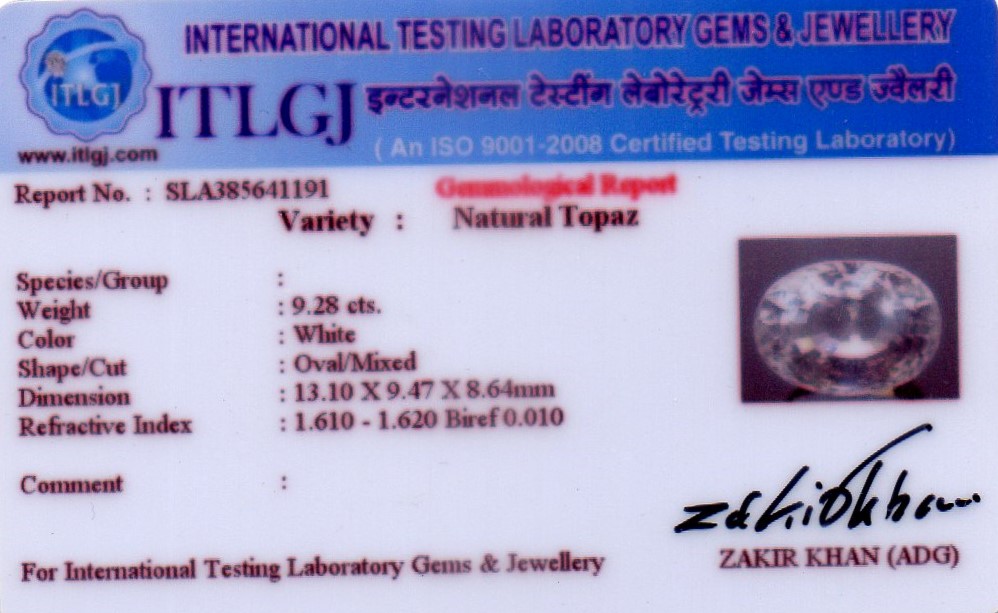 INTERNATIONAL TESTING LABORATORY GEMS & JEWELLERY
ITLGJ
ITLGJ
इन्टरनेशनल टेस्टींग लेबोरेट्ररी जेम्स एण्ड ज्वैलरी
www.itlgj.com
( An ISO 9001-2008 Certified Testing Laboratory)
Report No. : SLA385641191
Gemmological Report
Variety : Natural Topaz
Species/Group :
Weight : 9.28 cts.
Color : White
Shape/Cut : Oval/Mixed
Dimension : 13.10 X 9.47 X 8.64mm
Refractive Index : 1.610 - 1.620 Biref 0.010
Comment :
zakirkhan
For International Testing Laboratory Gems & Jewellery
ZAKIR KHAN (ADG)